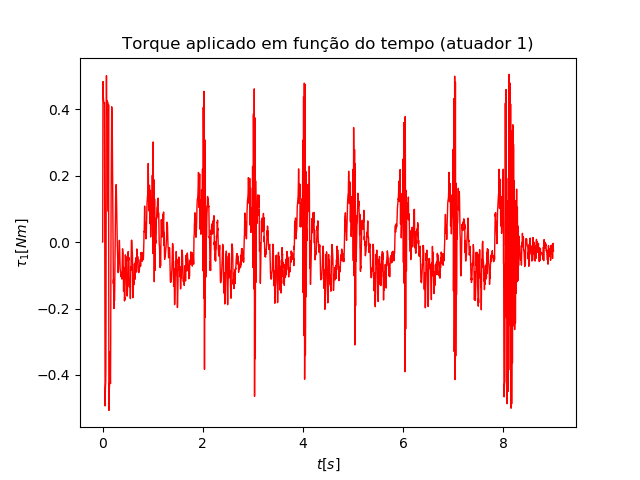 Torque aplicado em função do tempo (atuador 1)
0.4
0.2
0.0
−0.2
−0.4
τ₁[Nm]
0 2 4 6 8
t[s]